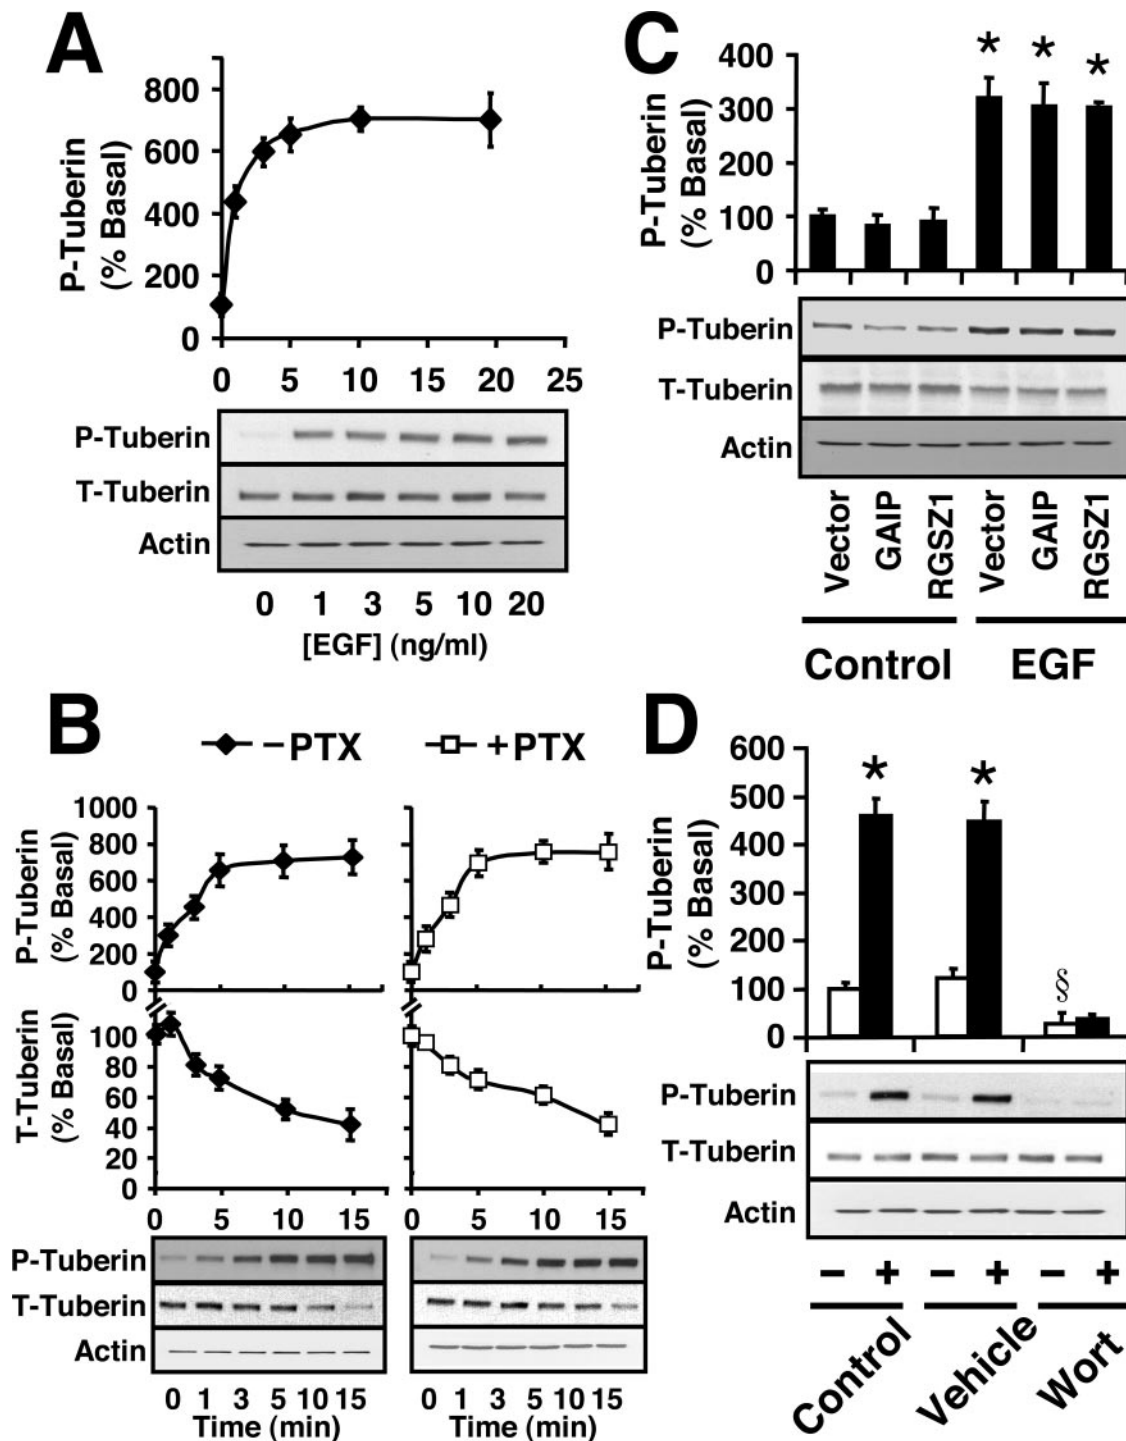 A
P-Tuberin
(% Basal)
800
600
400
200
0
0 5 10 15 20 25
P-Tuberin
T-Tuberin
Actin
0 1 3 5 10 20
[EGF] (ng/ml)
C
P-Tuberin
(% Basal)
400
300
200
100
0
* * *
P-Tuberin
T-Tuberin
Actin
Vector GAIP RGSZ1 Vector GAIP RGSZ1
Control EGF
B
– PTX + PTX
P-Tuberin
(% Basal)
1000
800
600
400
200
0
T-Tuberin
(% Basal)
100
80
60
40
20
0
0 5 10 15 0 5 10 15
P-Tuberin
T-Tuberin
Actin
0 1 3 5 10 15 0 1 3 5 10 15
Time (min) Time (min)
D
P-Tuberin
(% Basal)
600
500
400
300
200
100
0
* *
§
P-Tuberin
T-Tuberin
Actin
– + – + – +
Control Vehicle Wort